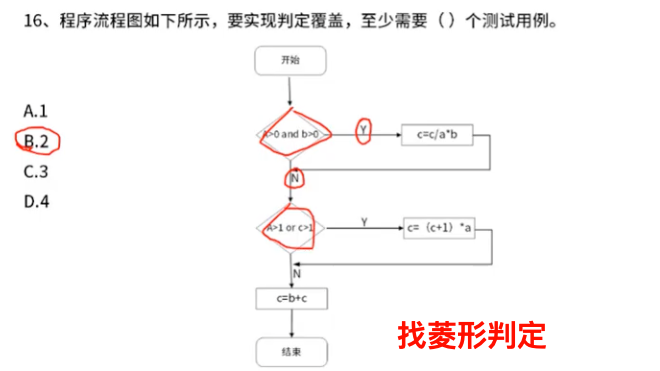 16、程序流程图如下所示，要实现判定覆盖，至少需要（ ）个测试用例。
开始
A.1
B.2
C.3
D.4
A>0 and b>0
Y
c=c/a*b
N
A>1 or c>1
Y
c=（c+1）*a
N
c=b+c
结束
找菱形判定